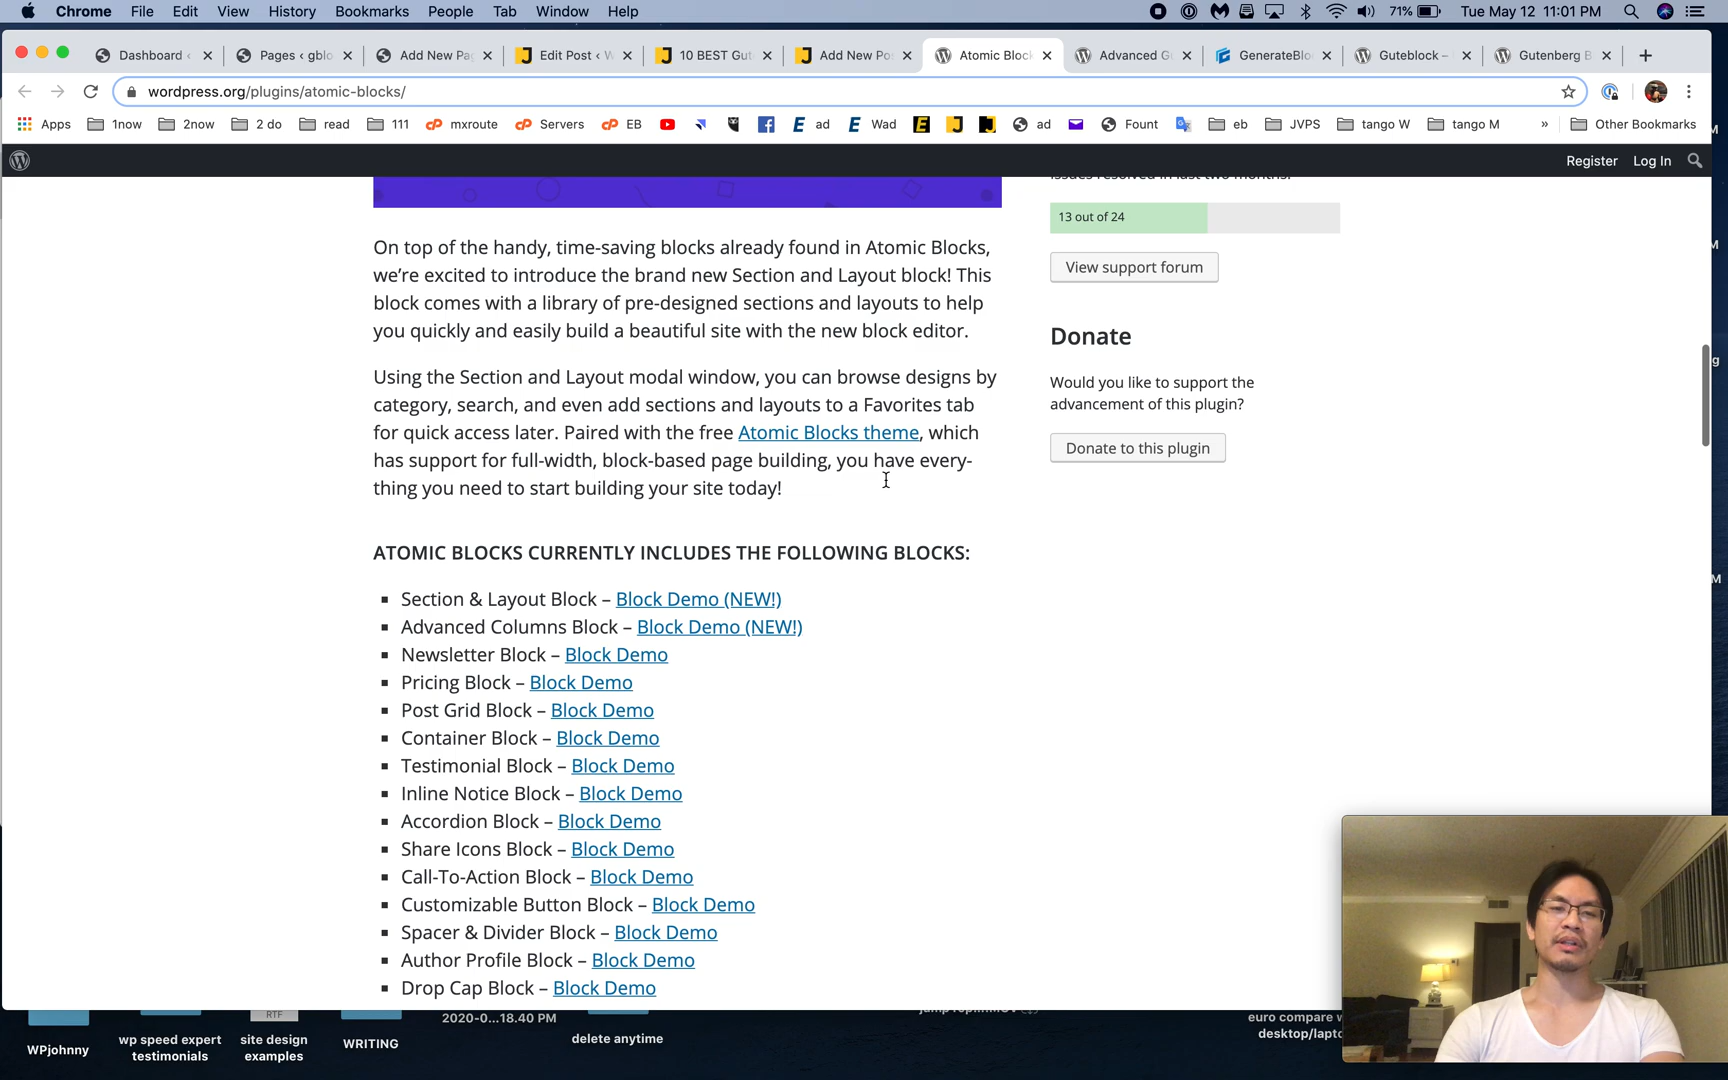 Chrome File Edit View History Bookmarks People Tab Window Help 71% Tue May 12 11:01 PM
Dashboard Pages ‹ gblo Add New Pa Edit Post ‹ W 10 BEST Gut Add New Po Atomic Block Advanced G GenerateBlo Guteblock – Gutenberg B
wordpress.org/plugins/atomic-blocks/
Apps 1now 2now 2 do read 111 mxroute Servers EB ad Wad ad Fount eb JVPS tango W tango M » Other Bookmarks
Register Log In
issues resolved in last two months:
13 out of 24
View support forum
Donate
Would you like to support the
advancement of this plugin?
Donate to this plugin
On top of the handy, time-saving blocks already found in Atomic Blocks,
we're excited to introduce the brand new Section and Layout block! This
block comes with a library of pre-designed sections and layouts to help
you quickly and easily build a beautiful site with the new block editor.
Using the Section and Layout modal window, you can browse designs by
category, search, and even add sections and layouts to a Favorites tab
for quick access later. Paired with the free Atomic Blocks theme, which
has support for full-width, block-based page building, you have every-
thing you need to start building your site today!
ATOMIC BLOCKS CURRENTLY INCLUDES THE FOLLOWING BLOCKS:
Section & Layout Block – Block Demo (NEW!)
Advanced Columns Block – Block Demo (NEW!)
Newsletter Block – Block Demo
Pricing Block – Block Demo
Post Grid Block – Block Demo
Container Block – Block Demo
Testimonial Block – Block Demo
Inline Notice Block – Block Demo
Accordion Block – Block Demo
Share Icons Block – Block Demo
Call-To-Action Block – Block Demo
Customizable Button Block – Block Demo
Spacer & Divider Block – Block Demo
Author Profile Block – Block Demo
Drop Cap Block – Block Demo
WPjohnny
wp speed expert
testimonials
RTF
site design
examples
WRITING
2020-0...18.40 PM
delete anytime
euro compare w
desktop/lapto